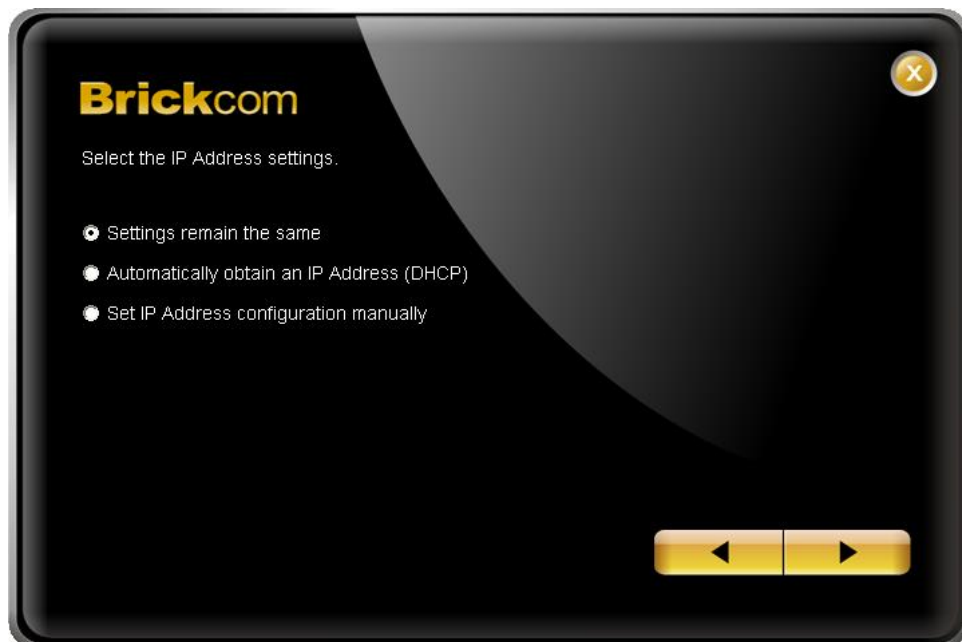 Brickcom
Select the IP Address settings.
Settings remain the same
Automatically obtain an IP Address (DHCP)
Set IP Address configuration manually